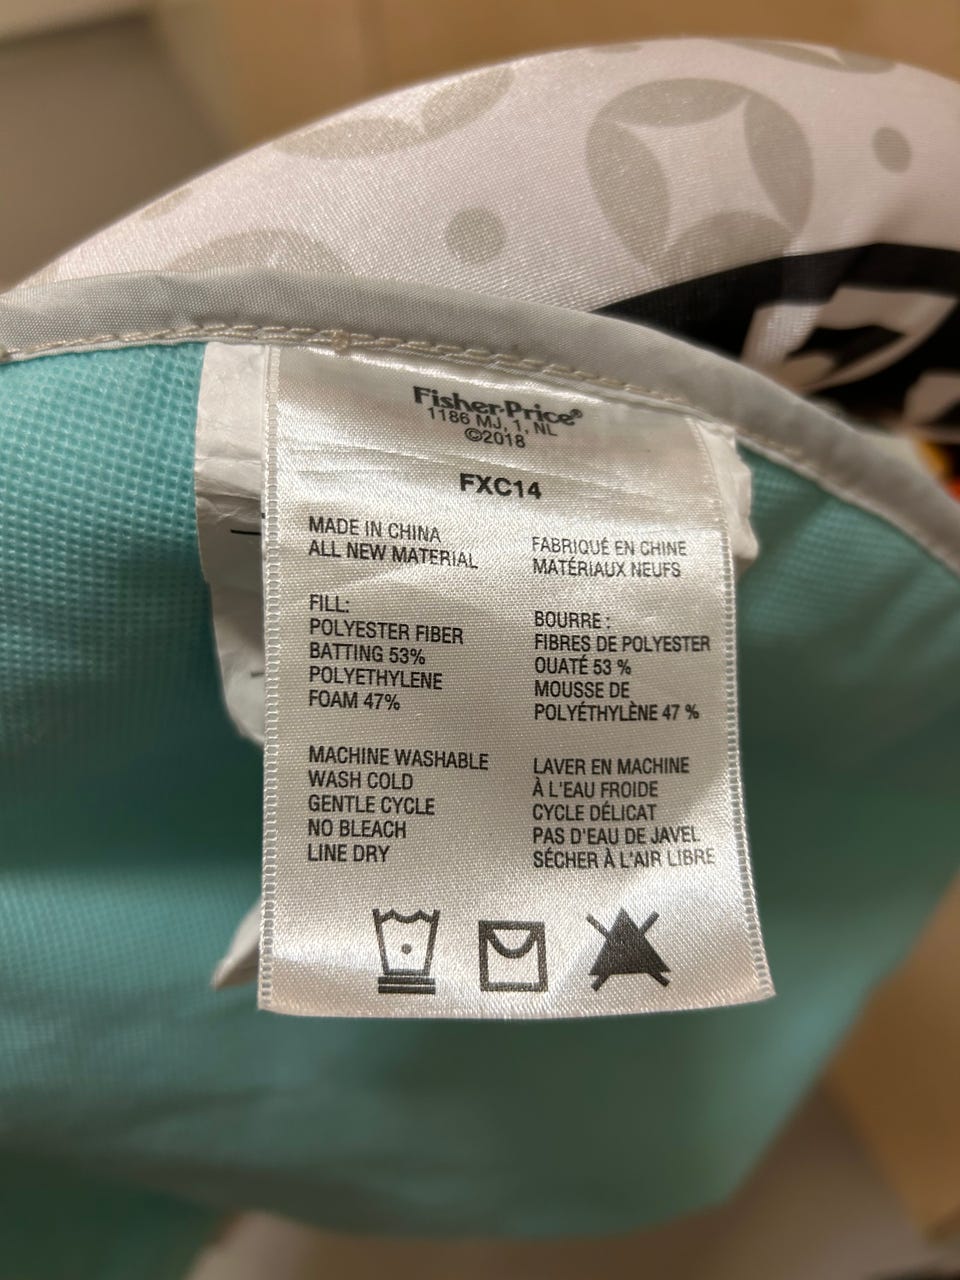 Fisher-Price®
1186 MJ, 1, NL
©2018
FXC14
MADE IN CHINA
ALL NEW MATERIAL
FILL:
POLYESTER FIBER
BATTING 53%
POLYETHYLENE
FOAM 47%
MACHINE WASHABLE
WASH COLD
GENTLE CYCLE
NO BLEACH
LINE DRY
FABRIQUÉ EN CHINE
MATÉRIAUX NEUFS
BOURRE :
FIBRES DE POLYESTER
OUATÉ 53 %
MOUSSE DE
POLYÉTHYLÈNE 47 %
LAVER EN MACHINE
À L'EAU FROIDE
CYCLE DÉLICAT
PAS D'EAU DE JAVEL
SÉCHER À L'AIR LIBRE